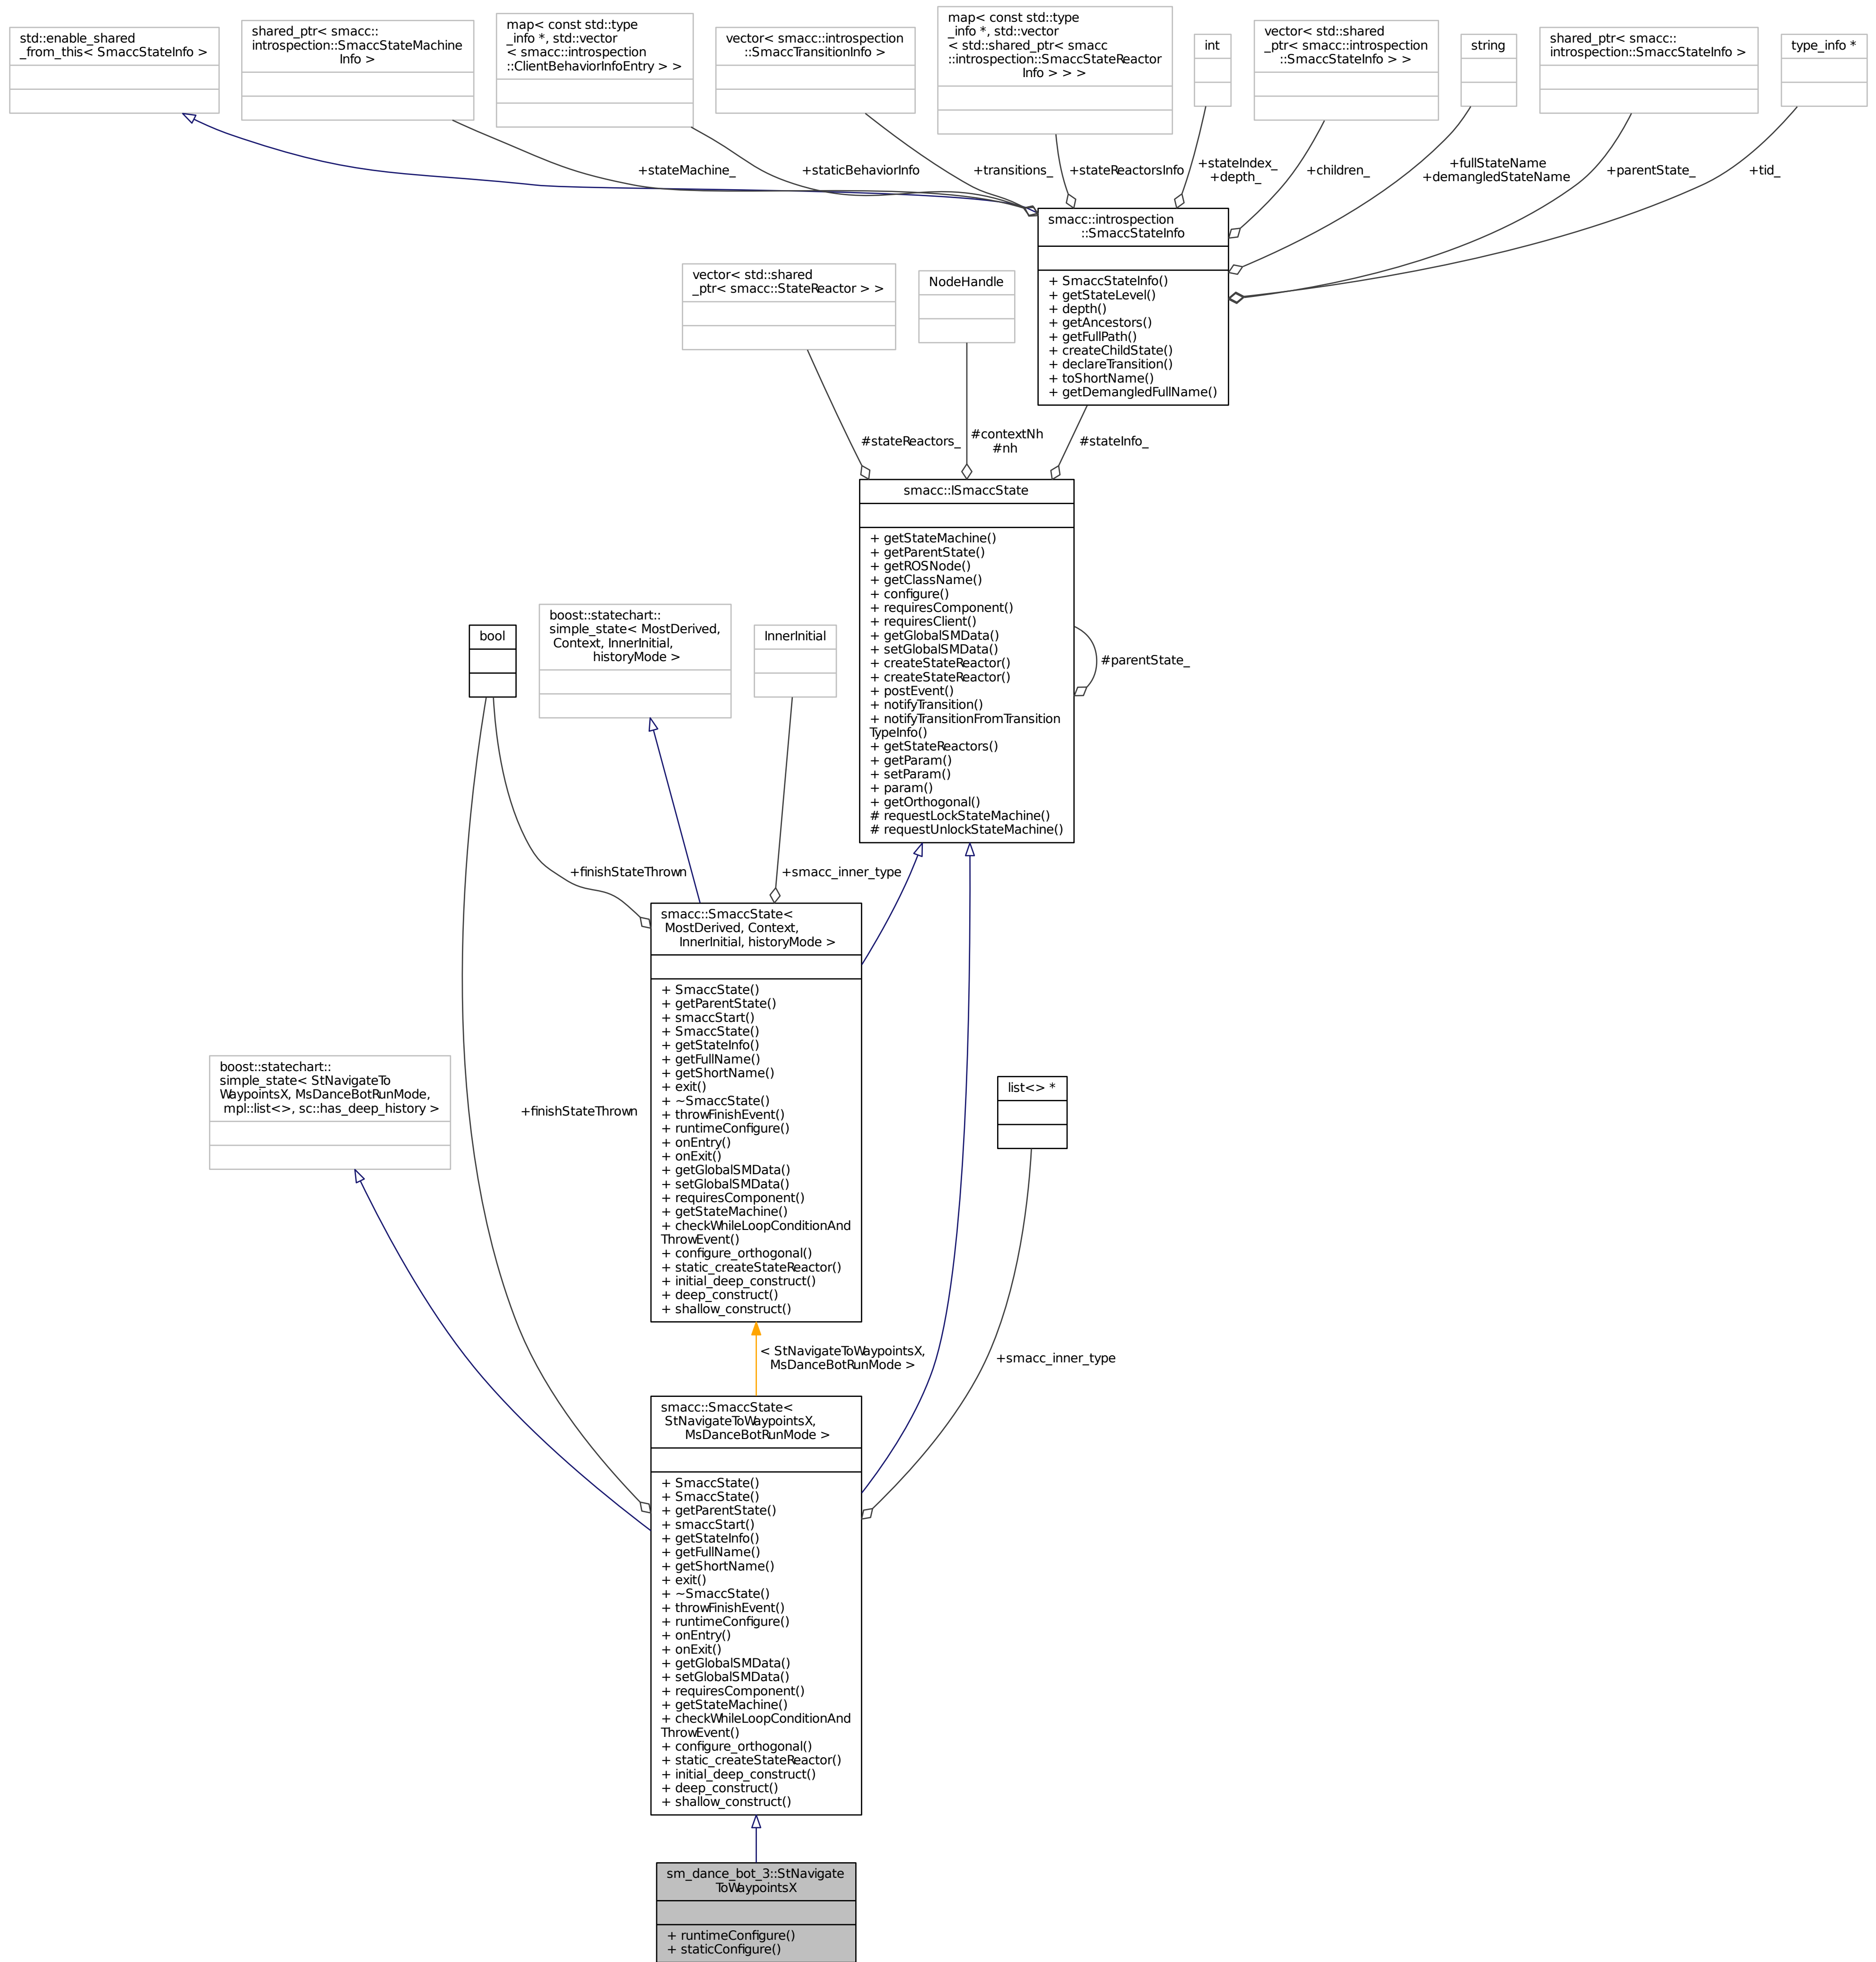 std::enable_shared
_from_this< SmaccStateInfo >
shared_ptr< smacc::
introspection::SmaccStateMachine
Info >
map< const std::type
_info *, std::vector
< smacc::introspection
::ClientBehaviorInfoEntry > >
vector< smacc::introspection
::SmaccTransitionInfo >
map< const std::type
_info *, std::vector
< std::shared_ptr< smacc
::introspection::SmaccStateReactor
Info > > >
int
vector< std::shared
_ptr< smacc::introspection
::SmaccStateInfo > >
string
shared_ptr< smacc::
introspection::SmaccStateInfo >
type_info *
+stateMachine_
+staticBehaviorInfo
+transitions_
+stateReactorsInfo
+stateIndex_
+depth_
+children_
+fullStateName
+demangledStateName
+parentState_
+tid_
smacc::introspection
::SmaccStateInfo
+ SmaccStateInfo()
+ getStateLevel()
+ depth()
+ getAncestors()
+ getFullPath()
+ createChildState()
+ declareTransition()
+ toShortName()
+ getDemangledFullName()
vector< std::shared
_ptr< smacc::StateReactor > >
NodeHandle
#stateReactors_
#contextNh
#nh
#stateInfo_
smacc::ISmaccState
+ getStateMachine()
+ getParentState()
+ getROSNode()
+ getClassName()
+ configure()
+ requiresComponent()
+ requiresClient()
+ getGlobalSMData()
+ setGlobalSMData()
+ createStateReactor()
+ createStateReactor()
+ postEvent()
+ notifyTransition()
+ notifyTransitionFromTransition
TypeInfo()
+ getStateReactors()
+ getParam()
+ setParam()
+ param()
+ getOrthogonal()
# requestLockStateMachine()
# requestUnlockStateMachine()
#parentState_
bool
boost::statechart::
simple_state< MostDerived,
Context, InnerInitial,
historyMode >
InnerInitial
+finishStateThrown
+smacc_inner_type
smacc::SmaccState<
MostDerived, Context,
InnerInitial, historyMode >
+ SmaccState()
+ getParentState()
+ smaccStart()
+ SmaccState()
+ getStateInfo()
+ getFullName()
+ getShortName()
+ exit()
+ ~SmaccState()
+ throwFinishEvent()
+ runtimeConfigure()
+ onEntry()
+ onExit()
+ getGlobalSMData()
+ setGlobalSMData()
+ requiresComponent()
+ getStateMachine()
+ checkWhileLoopConditionAnd
ThrowEvent()
+ configure_orthogonal()
+ static_createStateReactor()
+ initial_deep_construct()
+ deep_construct()
+ shallow_construct()
boost::statechart::
simple_state< StNavigateTo
WaypointsX, MsDanceBotRunMode,
mpl::list<>, sc::has_deep_history >
+finishStateThrown
list<> *
< StNavigateToWaypointsX,
MsDanceBotRunMode >
+smacc_inner_type
smacc::SmaccState<
StNavigateToWaypointsX,
MsDanceBotRunMode >
+ SmaccState()
+ SmaccState()
+ getParentState()
+ smaccStart()
+ getStateInfo()
+ getFullName()
+ getShortName()
+ exit()
+ ~SmaccState()
+ throwFinishEvent()
+ runtimeConfigure()
+ onEntry()
+ onExit()
+ getGlobalSMData()
+ setGlobalSMData()
+ requiresComponent()
+ getStateMachine()
+ checkWhileLoopConditionAnd
ThrowEvent()
+ configure_orthogonal()
+ static_createStateReactor()
+ initial_deep_construct()
+ deep_construct()
+ shallow_construct()
sm_dance_bot_3::StNavigate
ToWaypointsX
+ runtimeConfigure()
+ staticConfigure()